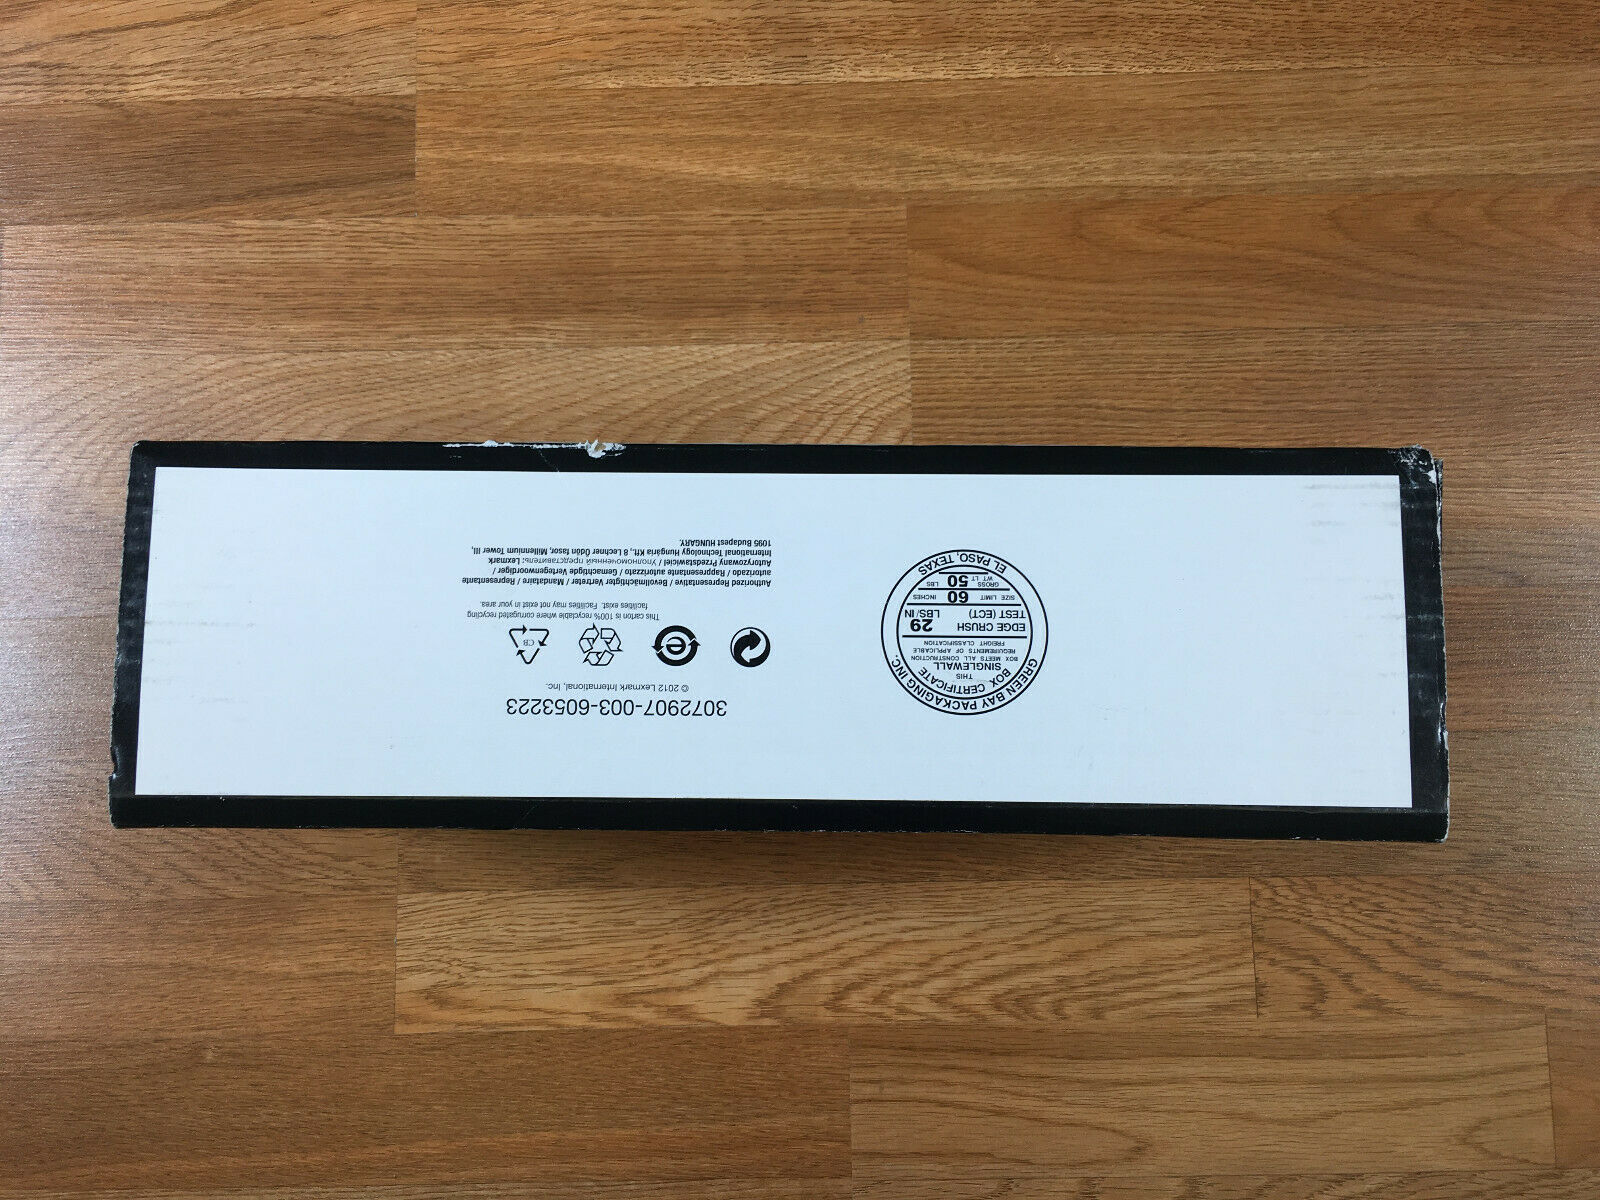 3072907-003-6053223
© 2012 Lexmark International, Inc.
CB
This carton is 100% recyclable where corrugated recycling
facilities exist. Facilities may not exist in your area.
Authorized Representative / Bevollmächtigter Vertreter / Mandataire / Representante
autorizado / Rappresentante autorizzato / Gemachtigde Vertegenwoordiger /
Autoryzowany Przedstawiciel / Уполномоченный представитель: Lexmark
International Technology Hungária Kft. 8 Lechner Ödön fasor, Millennium Tower III,
1095 Budapest HUNGARY.
GREEN BAY PACKAGING INC.
BOX CERTIFICATE
THIS
SINGLEWALL
BOX MEETS ALL CONSTRUCTION
REQUIREMENTS OF APPLICABLE
FREIGHT CLASSIFICATION
EDGE CRUSH
TEST (ECT) 29 LBS/IN
SIZE LIMIT 60 INCHES
GROSS
WT LT 50 LBS
EL PASO, TEXAS